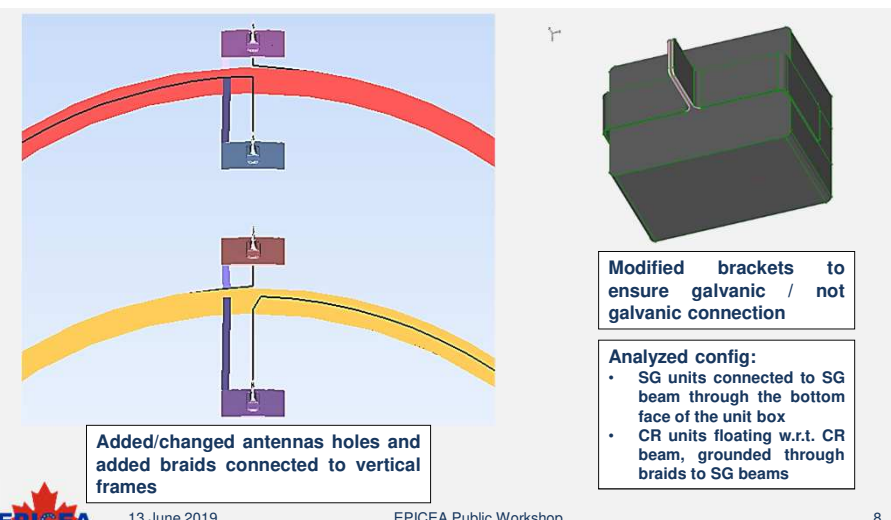 Modified brackets to
ensure galvanic / not
galvanic connection
Analyzed config:
• SG units connected to SG
beam through the bottom
face of the unit box
• CR units floating w.r.t. CR
beam, grounded through
braids to SG beams
Added/changed antennas holes and
added braids connected to vertical
frames
EPICEA
13 June 2019
EPICEA Public Workshop
8